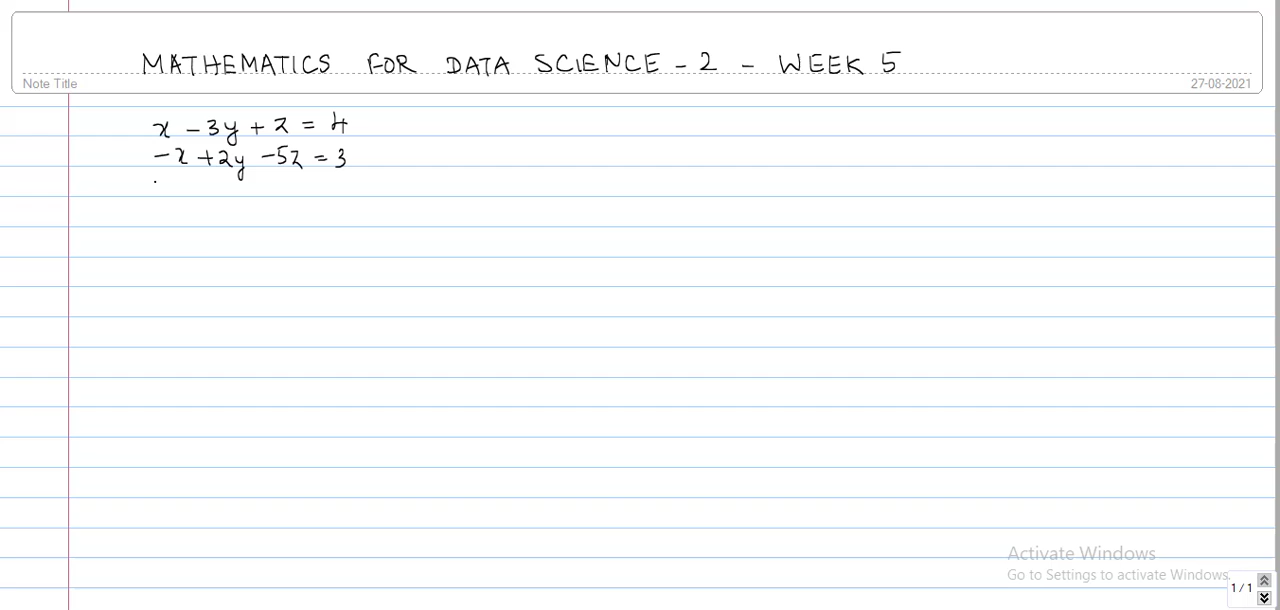 MATHEMATICS FOR DATA SCIENCE - 2 - WEEK 5
Note Title
27-08-2021
x - 3y + z = 4
-x + 2y - 5z = 3
Activate Windows
Go to Settings to activate Windows.
1 / 1